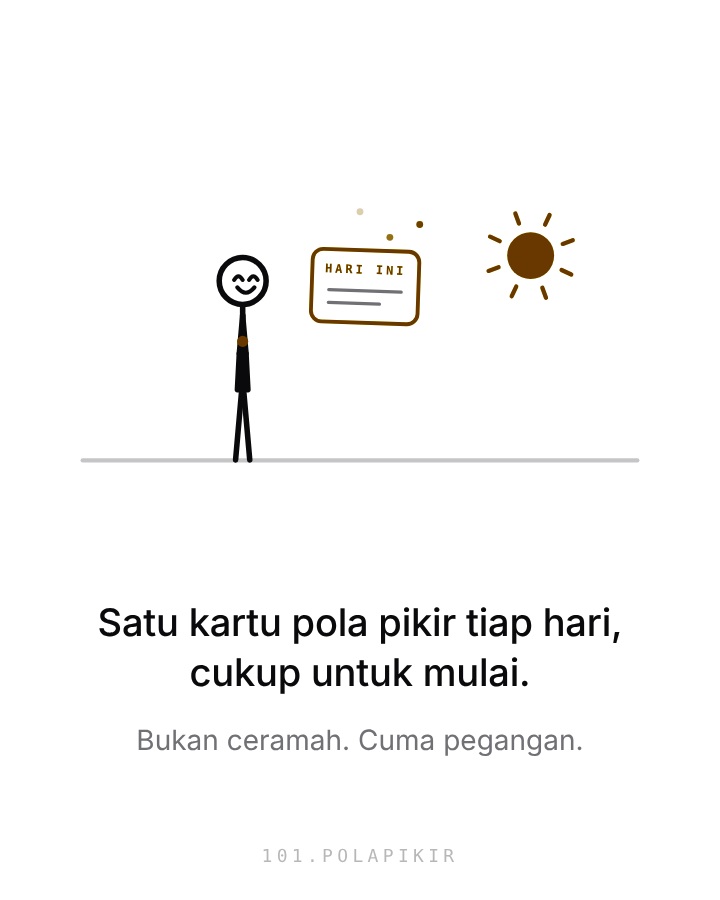 HARI INI
Satu kartu pola pikir tiap hari,
cukup untuk mulai.
Bukan ceramah. Cuma pegangan.
101.POLAPIKIR